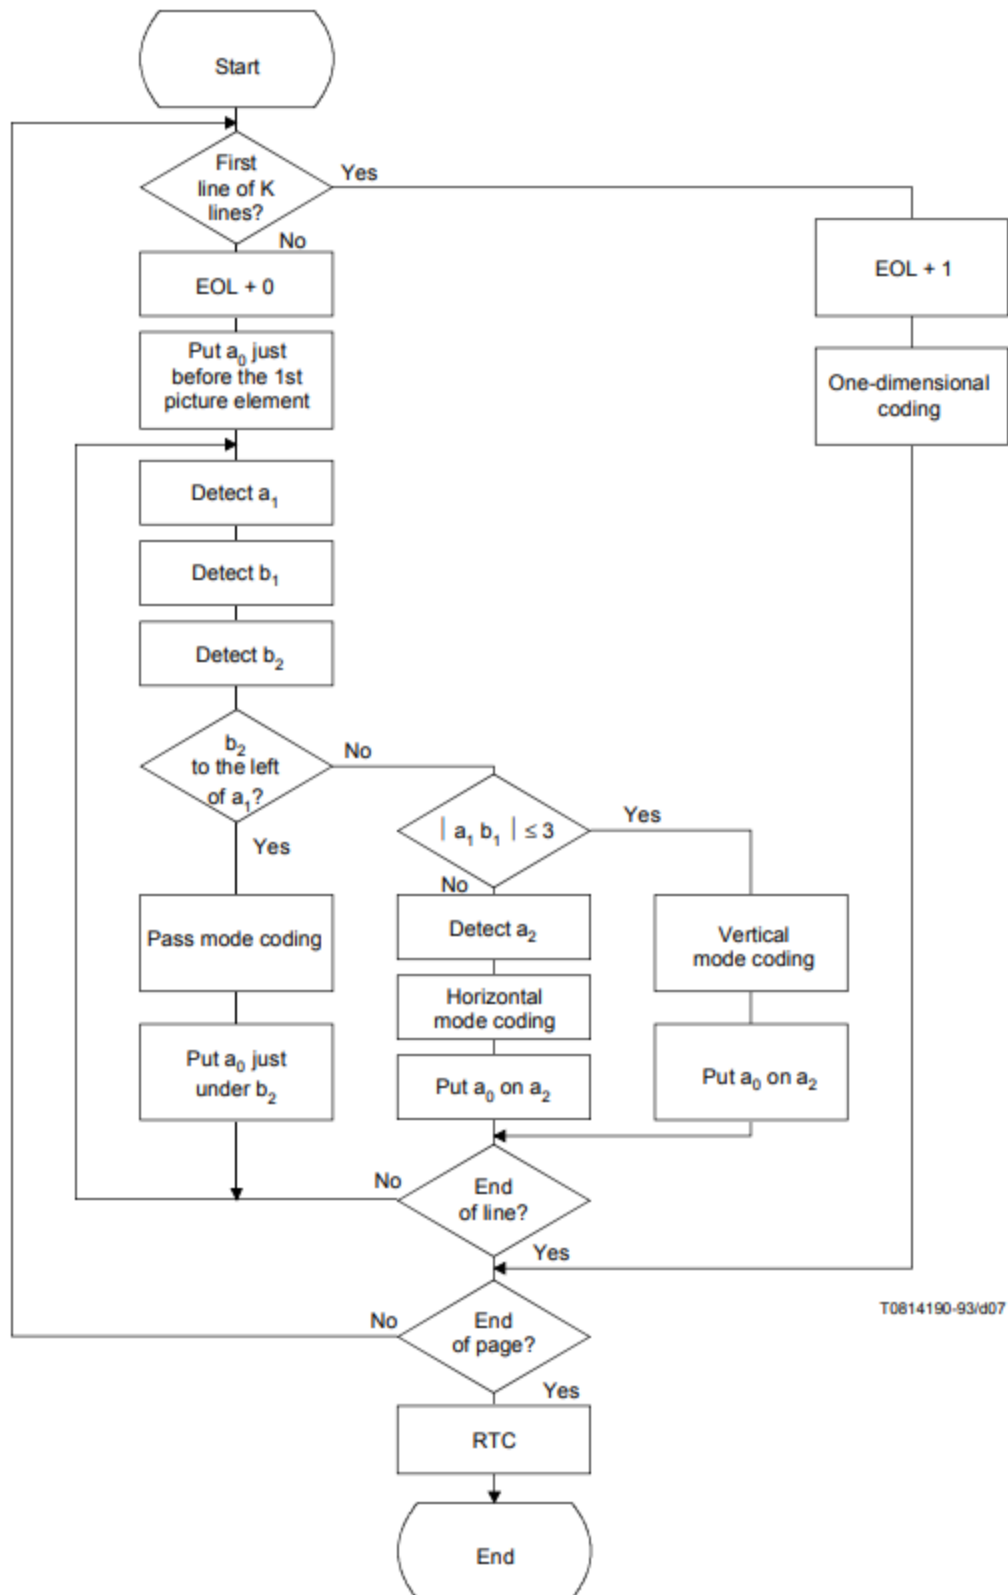 Start
First
line of K
lines?
Yes
No
EOL + 0
EOL + 1
Put a₀ just
before the 1st
picture element
One-dimensional
coding
Detect a₁
Detect b₁
Detect b₂
b₂
to the left
of a₁?
No
Yes
| a₁ b₁ | ≤ 3
Yes
No
Pass mode coding
Detect a₂
Vertical
mode coding
Horizontal
mode coding
Put a₀ just
under b₂
Put a₀ on a₂
Put a₀ on a₂
No
End
of line?
Yes
T0814190-93/d07
No
End
of page?
Yes
RTC
End